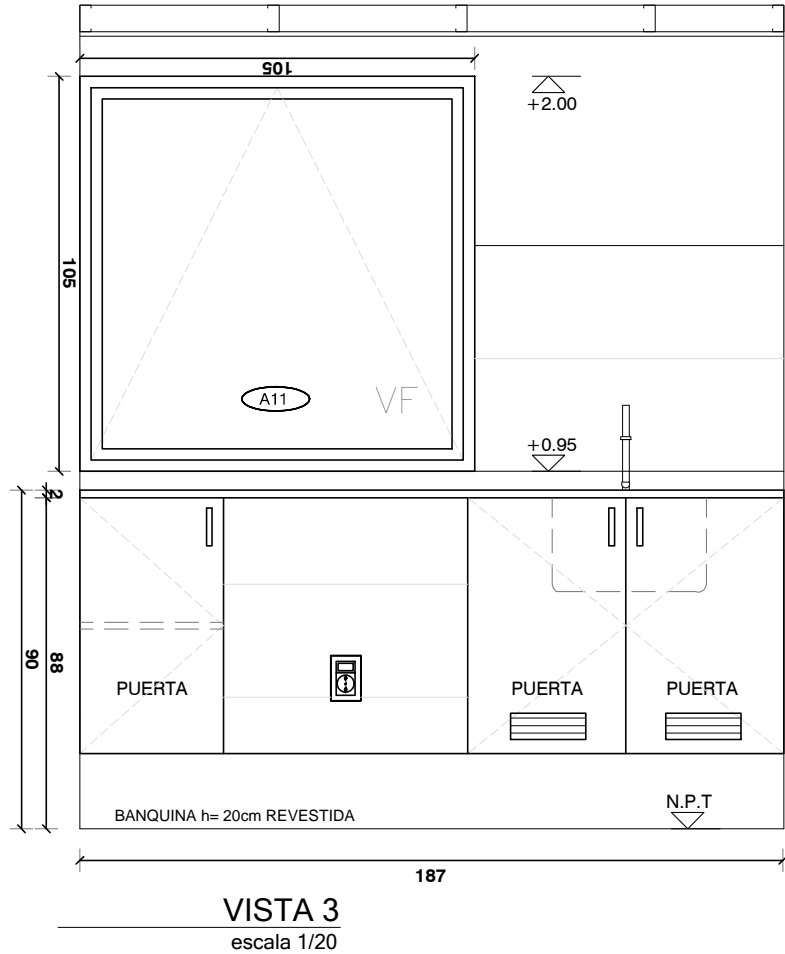 105
+2.00
105
A11
VF
+0.95
2
90
88
PUERTA
PUERTA
PUERTA
BANQUINA h= 20cm REVESTIDA
N.P.T
187
VISTA 3
escala 1/20